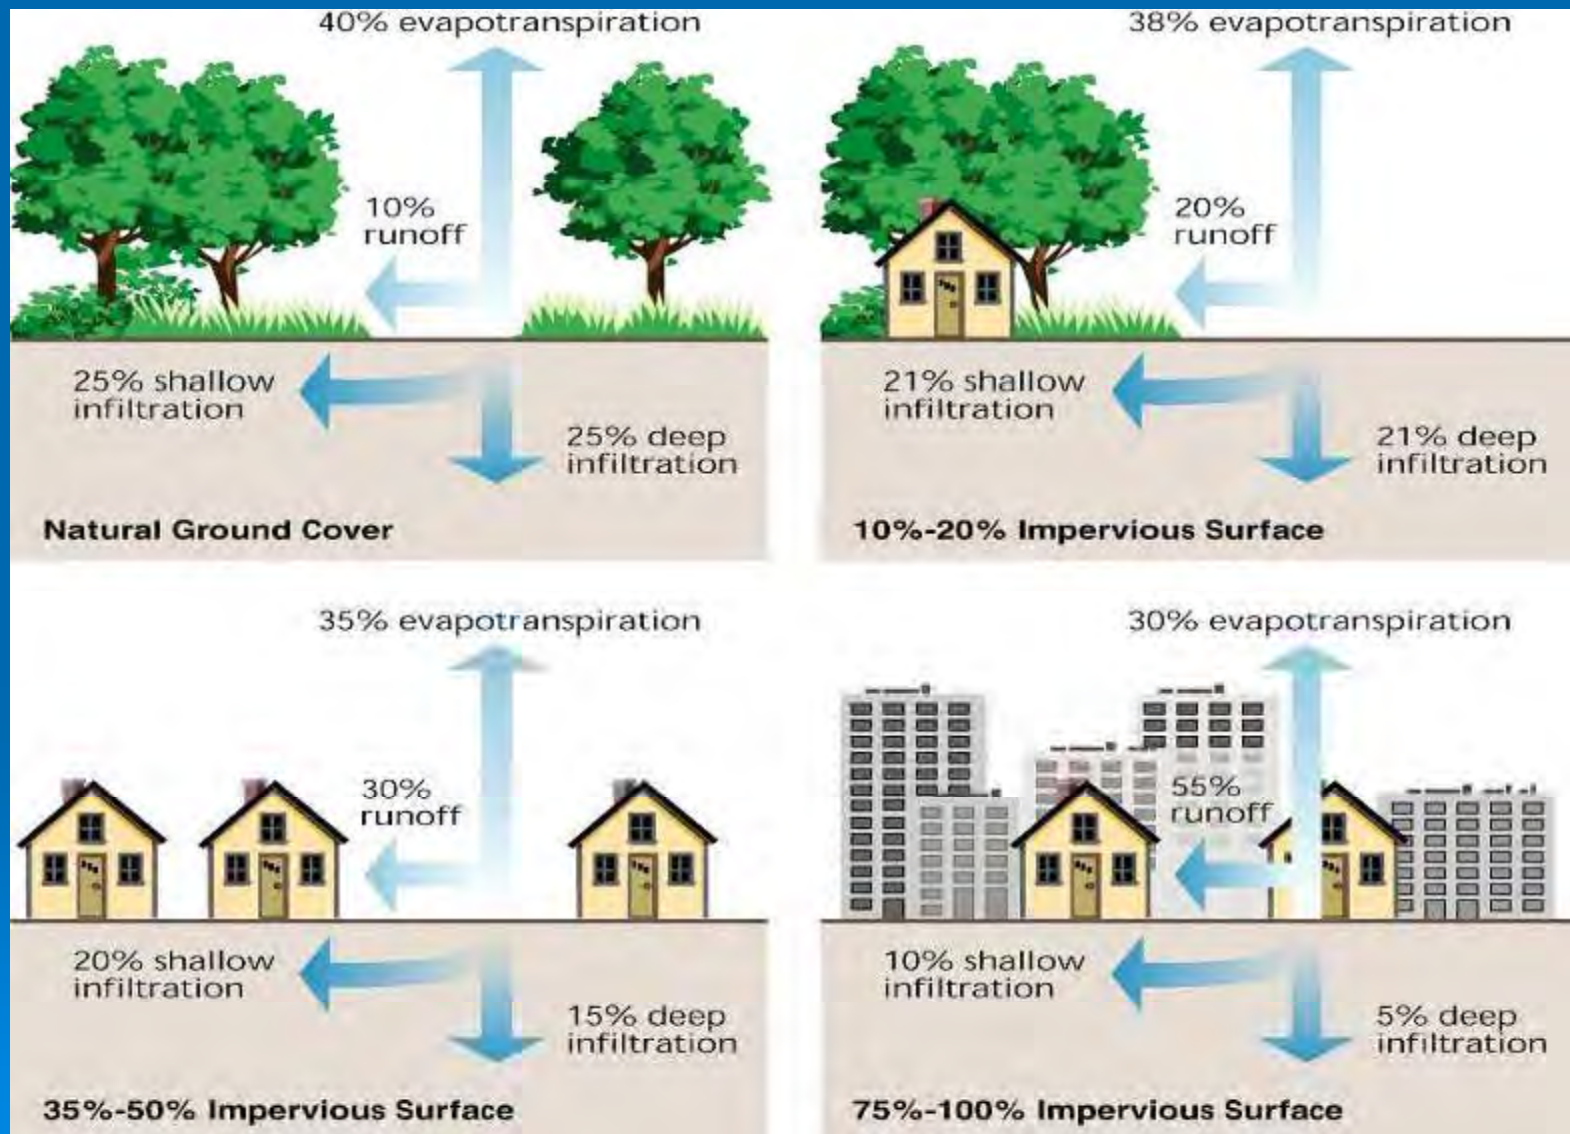 40% evapotranspiration
10%
runoff
25% shallow
infiltration
25% deep
infiltration
Natural Ground Cover
38% evapotranspiration
20%
runoff
21% shallow
infiltration
21% deep
infiltration
10%-20% Impervious Surface
35% evapotranspiration
30%
runoff
20% shallow
infiltration
15% deep
infiltration
35%-50% Impervious Surface
30% evapotranspiration
55%
runoff
10% shallow
infiltration
5% deep
infiltration
75%-100% Impervious Surface